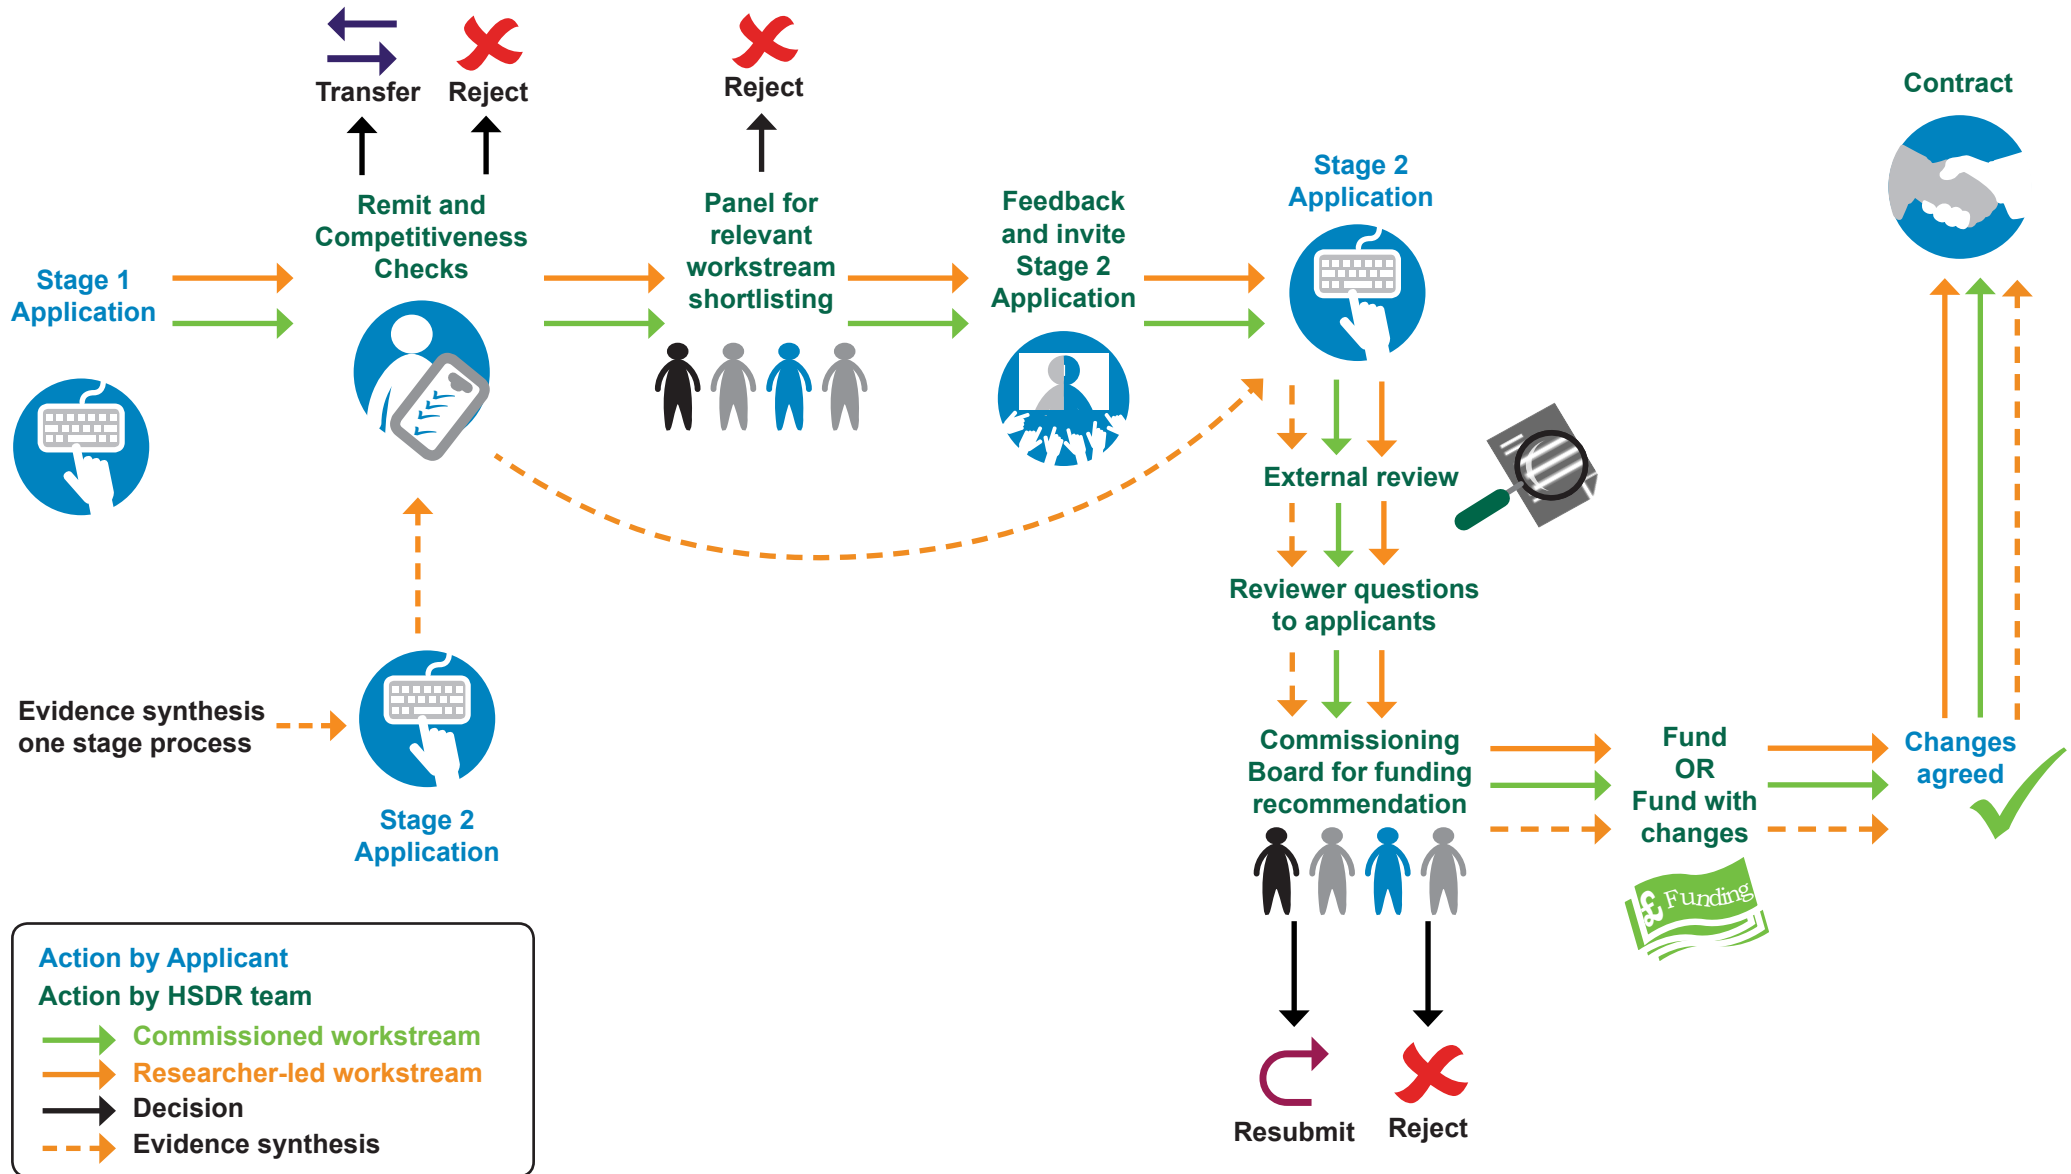 Transfer
Reject
Reject
Contract
Stage 1
Application
Remit and
Competitiveness
Checks
Panel for
relevant
workstream
shortlisting
Feedback
and invite
Stage 2
Application
Stage 2
Application
External review
Reviewer questions
to applicants
Evidence synthesis
one stage process
Stage 2
Application
Commissioning
Board for funding
recommendation
Fund
OR
Fund with
changes
£ Funding
Changes
agreed
Resubmit
Reject
Action by Applicant
Action by HSDR team
Commissioned workstream
Researcher-led workstream
Decision
Evidence synthesis